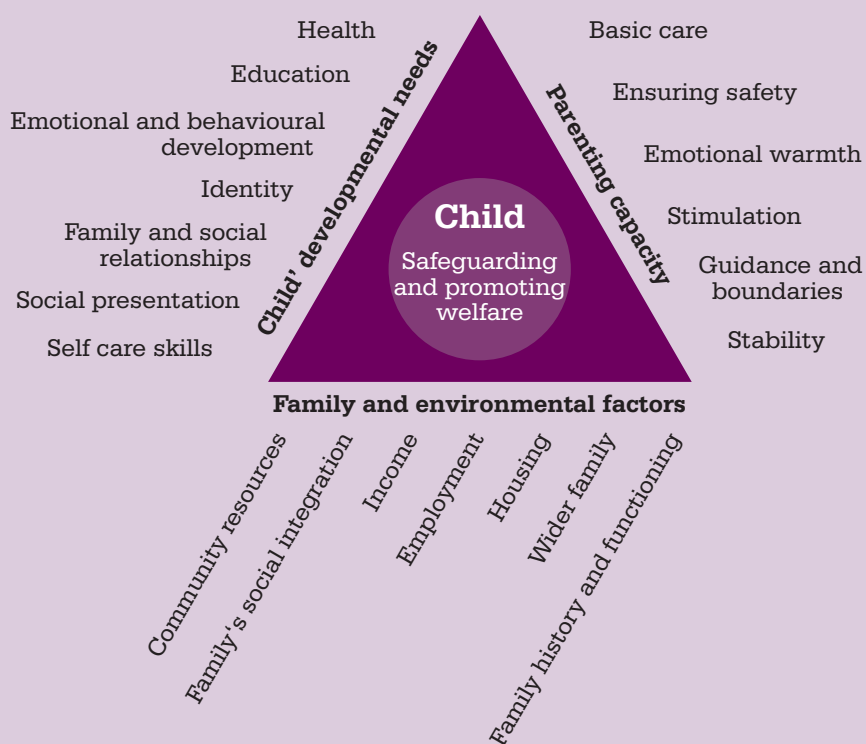 Health
Education
Emotional and behavioural
development
Identity
Family and social
relationships
Social presentation
Self care skills
Child' developmental needs
Child
Safeguarding
and promoting
welfare
Parenting capacity
Basic care
Ensuring safety
Emotional warmth
Stimulation
Guidance and
boundaries
Stability
Family and environmental factors
Community resources
Family‘s social integration
Income
Employment
Housing
Wider family
Family history and functioning